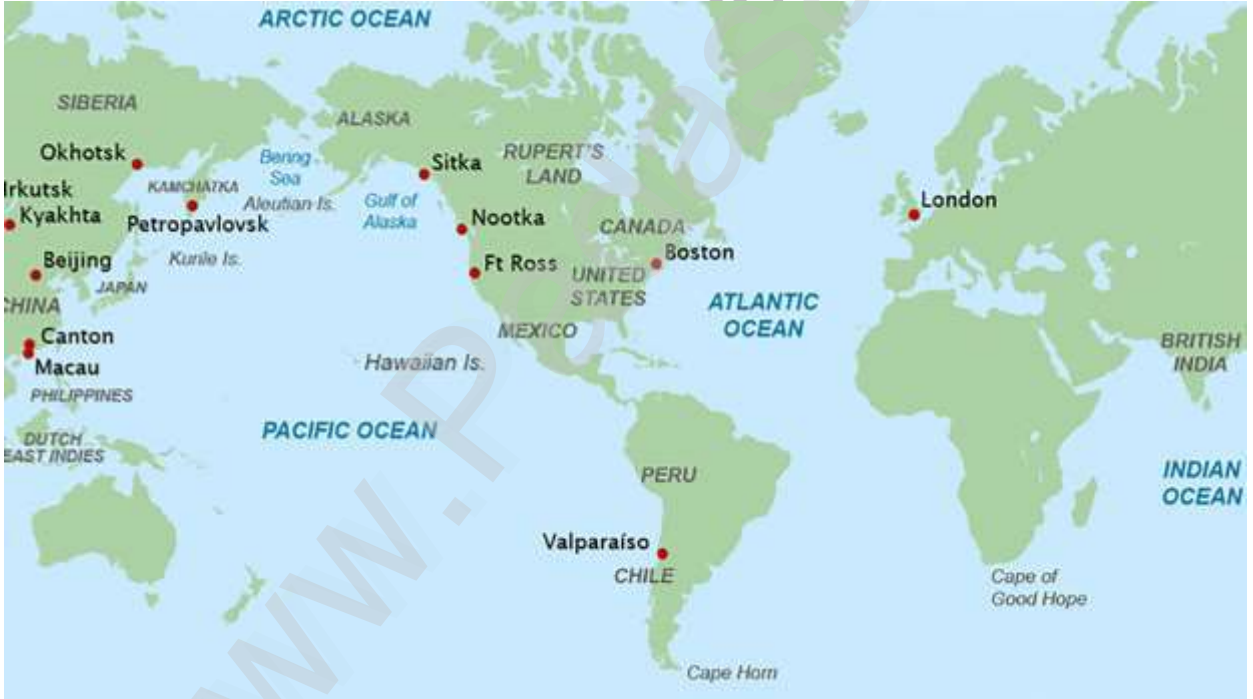 ARCTIC OCEAN
SIBERIA
ALASKA
Okhotsk
Bering
Sea
Sitka
RUPERT'S
LAND
Irkutsk
KAMCHATKA
Aleutian Is.
Gulf of
Alaska
London
Kyakhta
Petropavlovsk
Nootka
CANADA
Boston
Beijing
Kurile Is.
Ft Ross
UNITED
STATES
JAPAN
CHINA
ATLANTIC
OCEAN
MEXICO
Canton
Macau
Hawaiian Is.
BRITISH
INDIA
PHILIPPINES
DUTCH
EAST INDIES
PACIFIC OCEAN
PERU
INDIAN
OCEAN
Valparaíso
CHILE
Cape of
Good Hope
Cape Horn